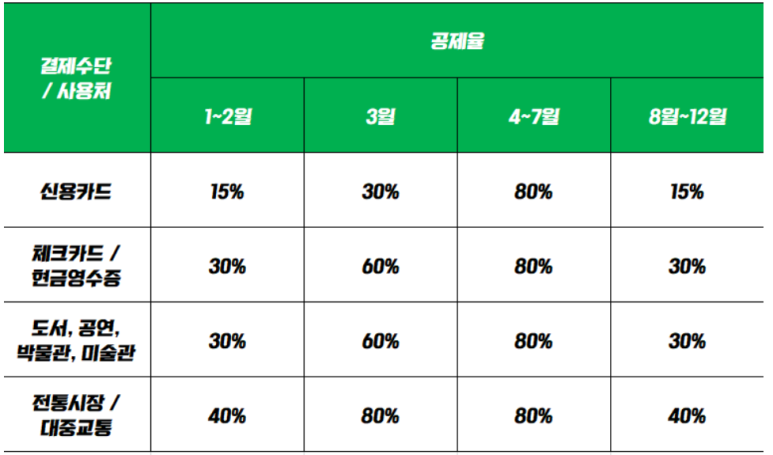 결제수단
/ 사용처
공제율
1~2월
3월
4~7월
8월~12월
신용카드
15%
30%
80%
15%
체크카드 /
현금영수증
30%
60%
80%
30%
도서, 공연,
박물관, 미술관
30%
60%
80%
30%
전통시장 /
대중교통
40%
80%
80%
40%